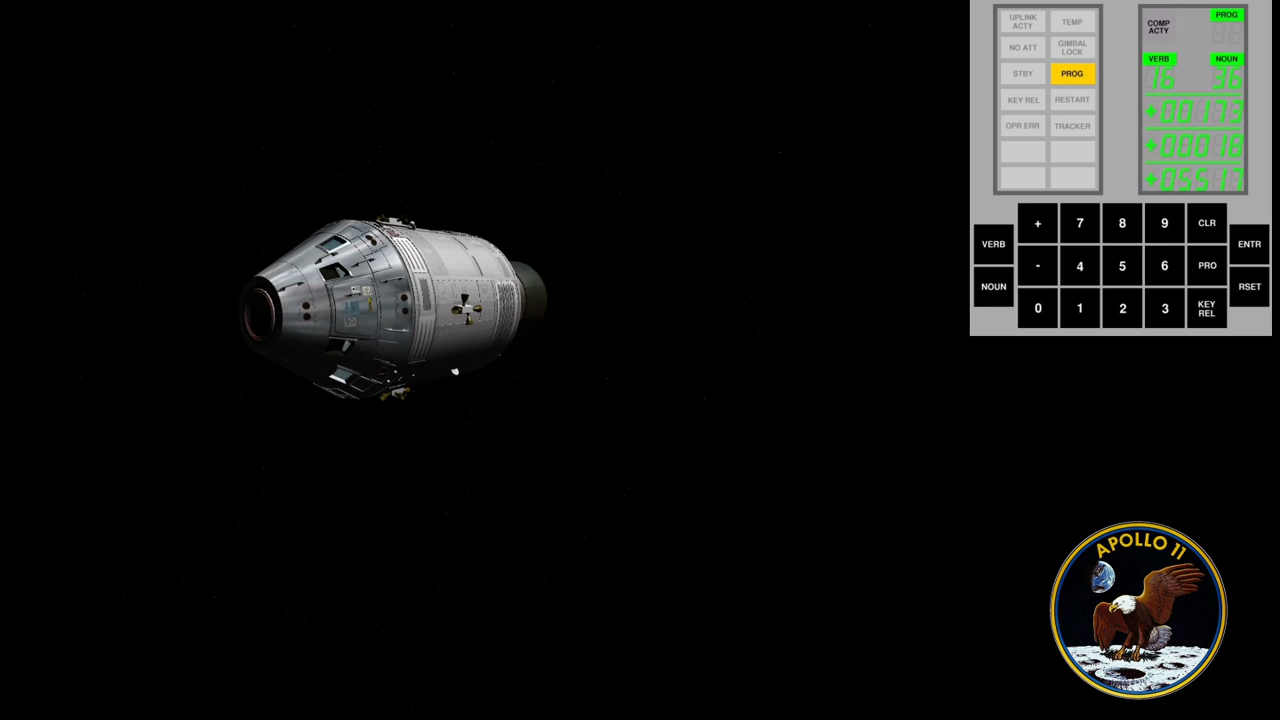 UPLINK ACTY
TEMP
NO ATT
GIMBAL LOCK
STBY
PROG
KEY REL
RESTART
OPR ERR
TRACKER
COMP ACTY
PROG
VERB
NOUN
16
36
+00173
+00018
+05517
VERB
NOUN
+
7
8
9
CLR
-
4
5
6
PRO
0
1
2
3
KEY REL
ENTR
RSET
APOLLO 11